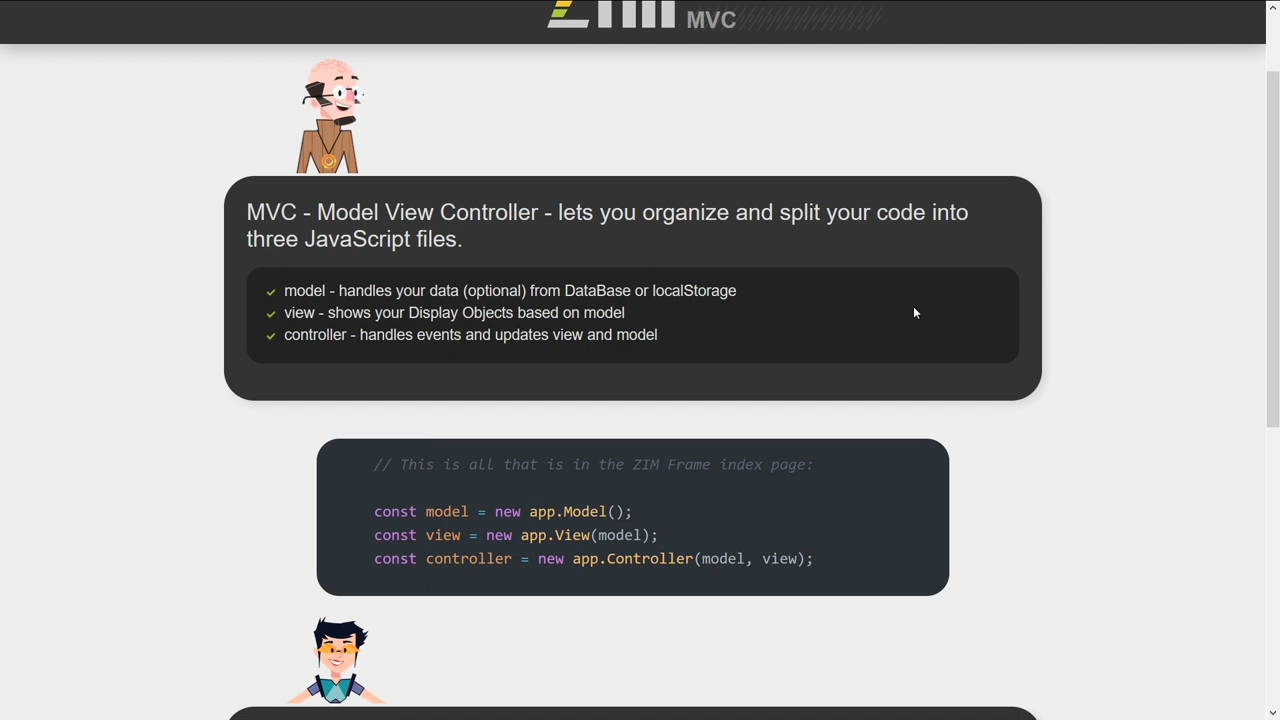 ZIM MVC
MVC - Model View Controller - lets you organize and split your code into
three JavaScript files.
model - handles your data (optional) from DataBase or localStorage
view - shows your Display Objects based on model
controller - handles events and updates view and model
// This is all that is in the ZIM Frame index page:
const model = new app.Model();
const view = new app.View(model);
const controller = new app.Controller(model, view);